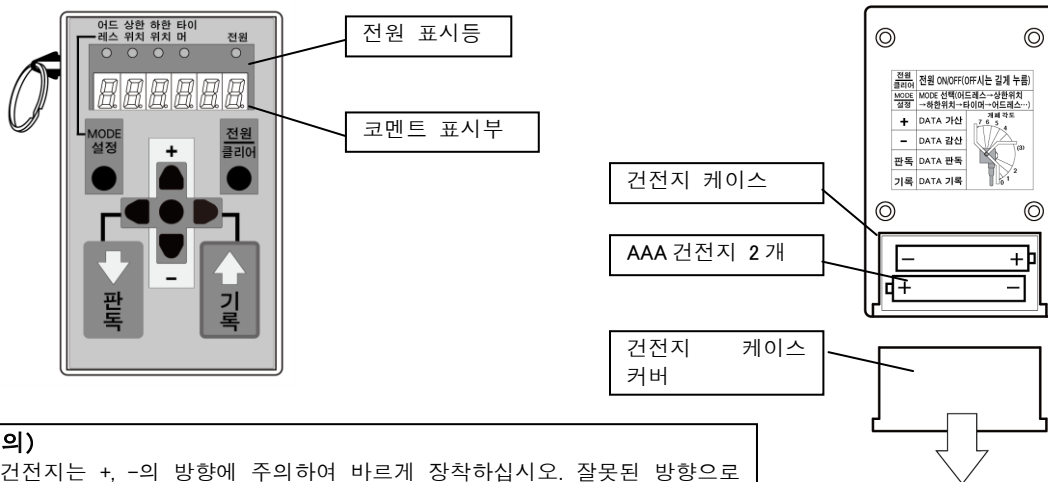 어드 상한 하한 타이
레스 위치 위치 머 전원
MODE
설정
전원
클리어
+
−
판독
기록
전원 표시등
코멘트 표시부
건전지 케이스
AAA 건전지 2 개
건전지 케이스
커버
전원
클리어
전원 ON/OFF(OFF시는 길게 누름)
MODE
설정
MODE 선택(어드레스→상한위치
→하한위치→타이머→어드레스…)
+ DATA 가산
− DATA 감산
판독 DATA 판독
기록 DATA 기록
개폐 각도
7 6 5 4
(3)
2
1
0
− +
+ −
의)
건전지는 +, −의 방향에 주의하여 바르게 장착하십시오. 잘못된 방향으로